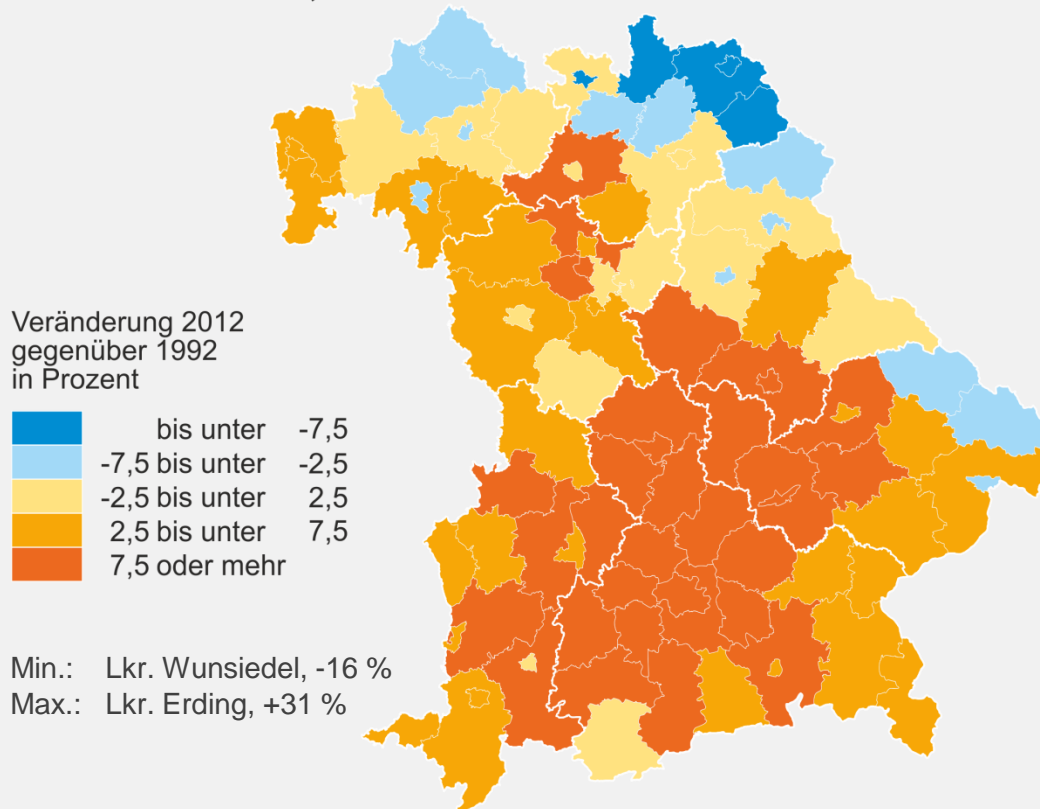 Veränderung 2012
gegenüber 1992
in Prozent
bis unter -7,5
-7,5 bis unter -2,5
-2,5 bis unter 2,5
2,5 bis unter 7,5
7,5 oder mehr
Min.: Lkr. Wunsiedel, -16 %
Max.: Lkr. Erding, +31 %